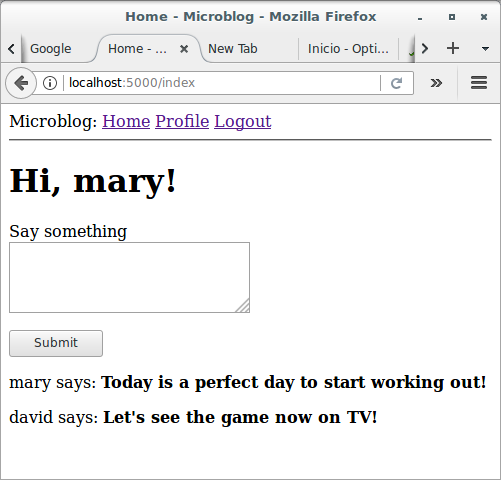 Home - Microblog - Mozilla Firefox
Google Home - ... New Tab Inicio - Opti...
localhost:5000/index
Microblog: Home Profile Logout
Hi, mary!
Say something
Submit
mary says: Today is a perfect day to start working out!
david says: Let's see the game now on TV!